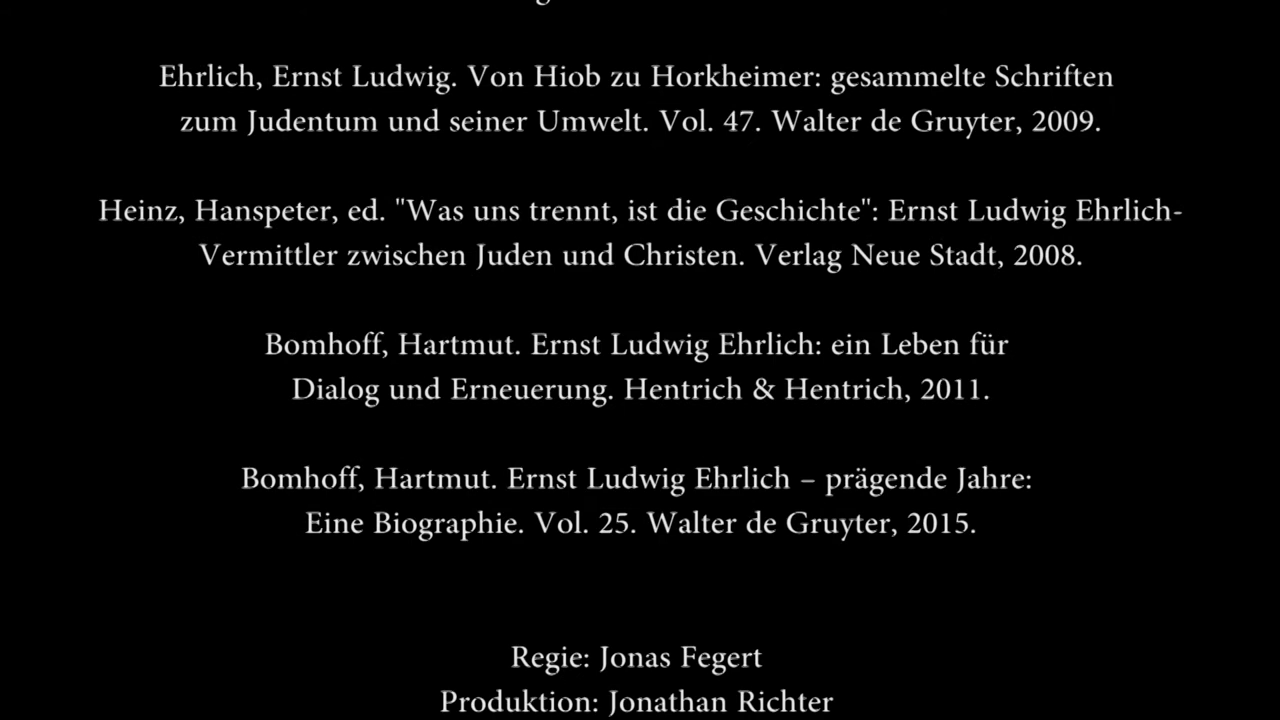 Ehrlich, Ernst Ludwig. Von Hiob zu Horkheimer: gesammelte Schriften
zum Judentum und seiner Umwelt. Vol. 47. Walter de Gruyter, 2009.
Heinz, Hanspeter, ed. "Was uns trennt, ist die Geschichte": Ernst Ludwig Ehrlich-
Vermittler zwischen Juden und Christen. Verlag Neue Stadt, 2008.
Bomhoff, Hartmut. Ernst Ludwig Ehrlich: ein Leben für
Dialog und Erneuerung. Hentrich & Hentrich, 2011.
Bomhoff, Hartmut. Ernst Ludwig Ehrlich – prägende Jahre:
Eine Biographie. Vol. 25. Walter de Gruyter, 2015.
Regie: Jonas Fegert
Produktion: Jonathan Richter